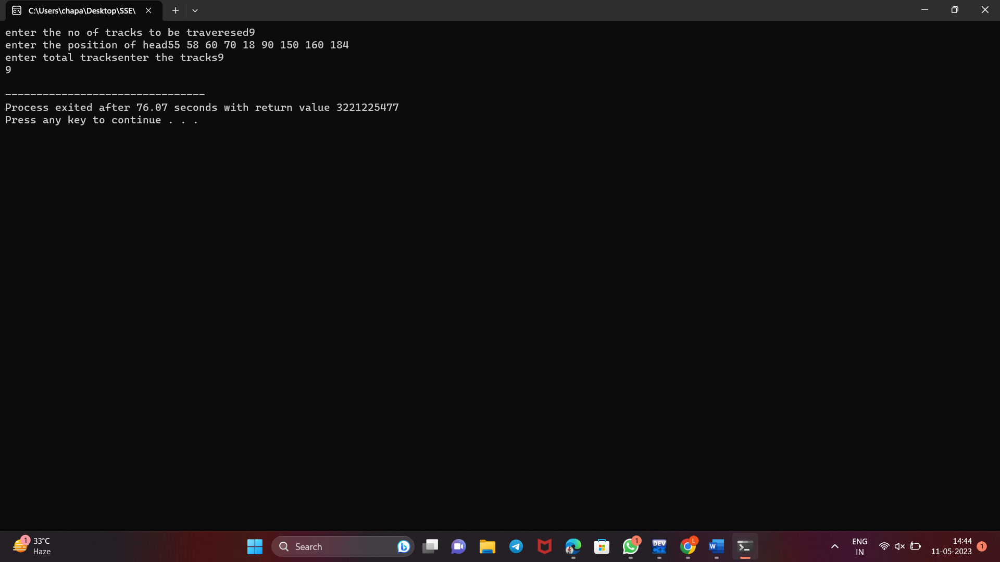 C:\Users\chapa\Desktop\SSE\
enter the no of tracks to be traveresed9
enter the position of head55 58 60 70 18 90 150 160 184
enter total tracksenter the tracks9
9
--------------------------------
Process exited after 76.07 seconds with return value 3221225477
Press any key to continue . . .
1
33°C
Haze
Search
1
DEV
C++
L
W
ENG
IN
14:44
11-05-2023
1